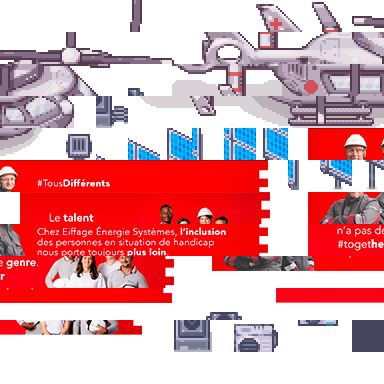 #TousDifférents
Le talent
Chez Eiffage Énergie Systèmes, l'inclusion
des personnes en situation de handicap
nous porte toujours plus loin
n'a pas de
#togethe
e genre.
r